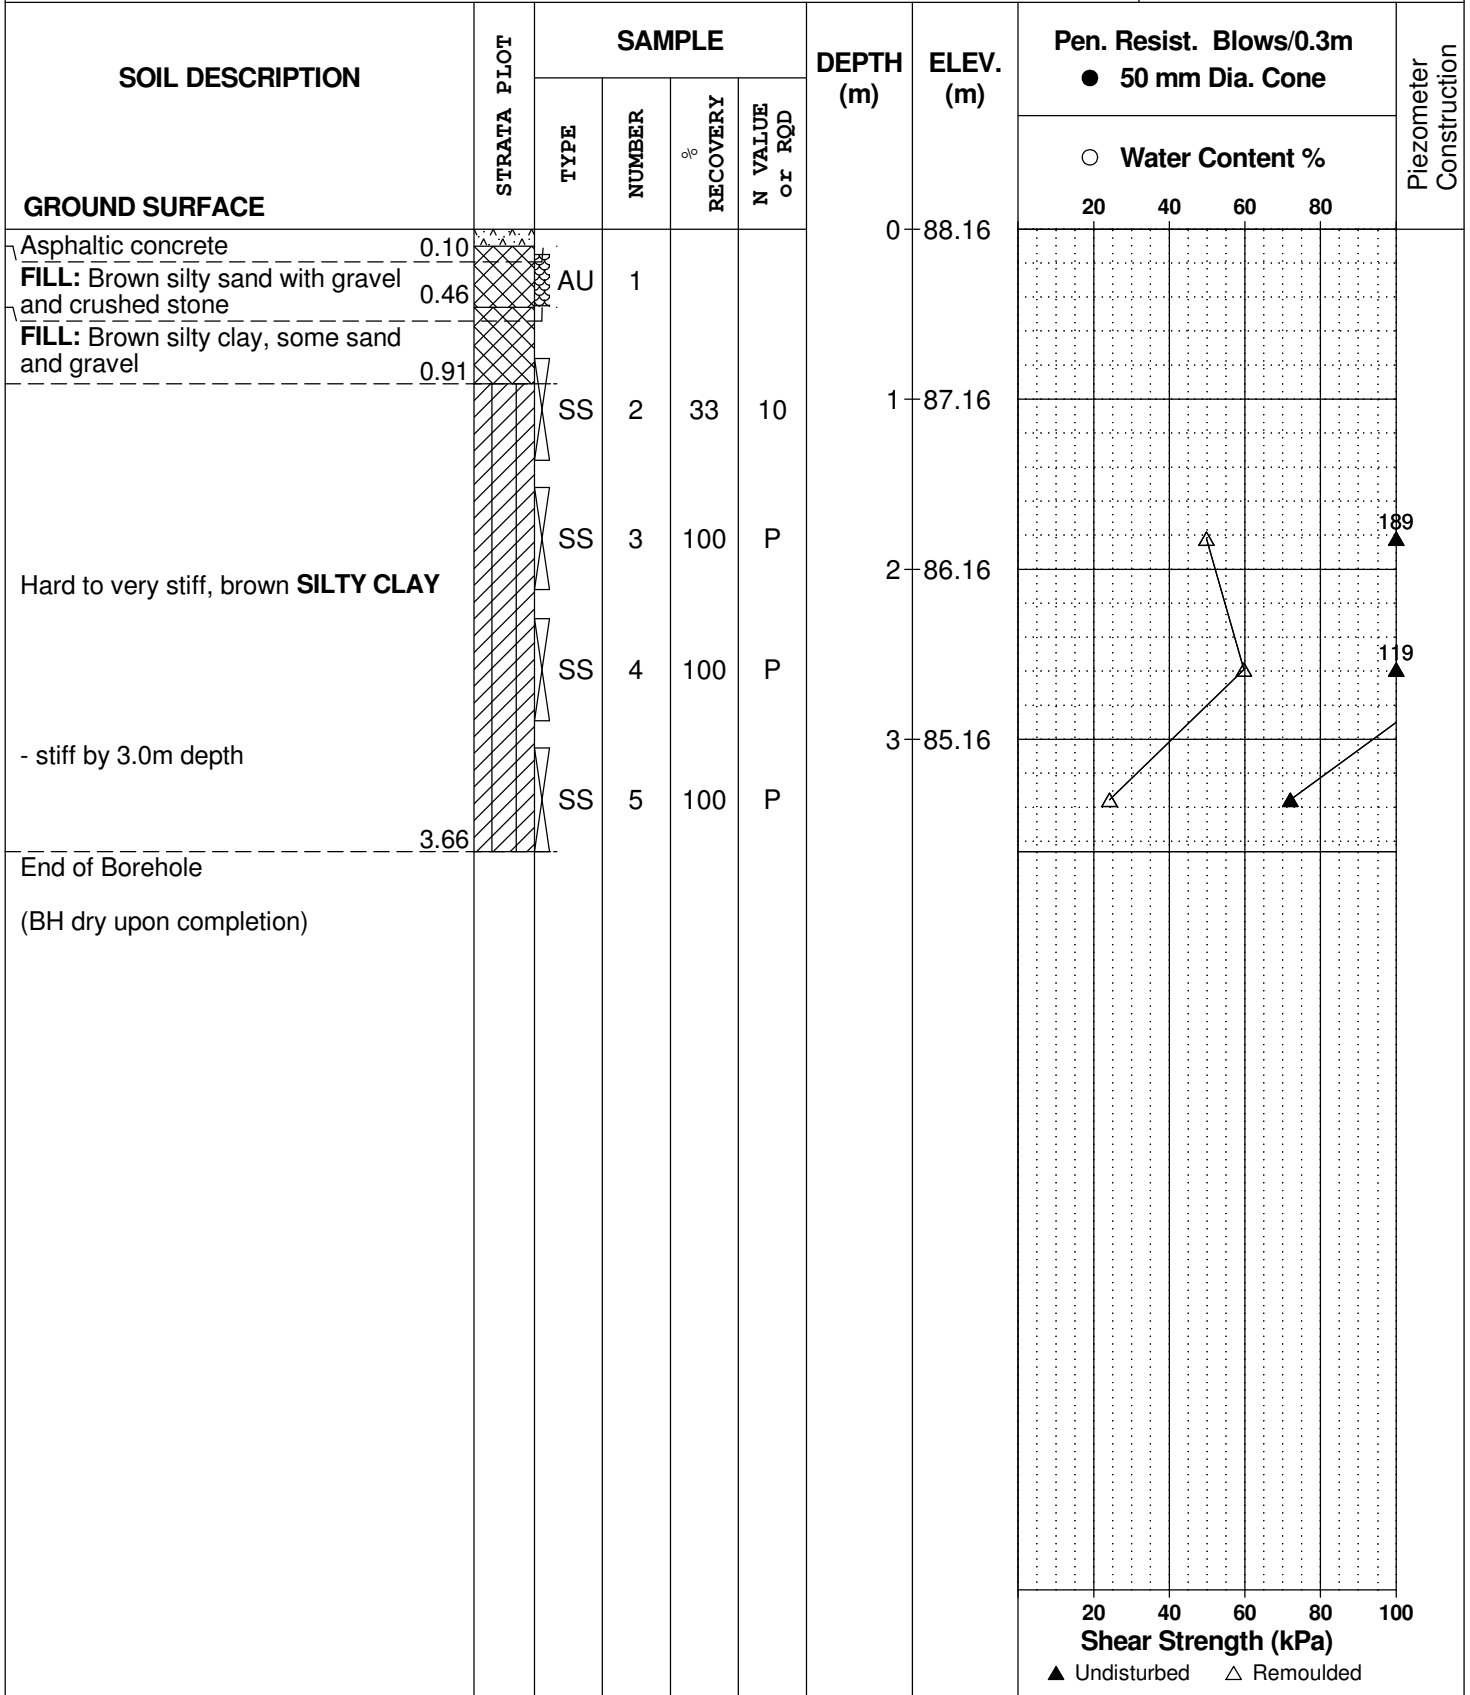 SOIL DESCRIPTION
GROUND SURFACE
STRATA PLOT
SAMPLE
TYPE
NUMBER
% RECOVERY
N VALUE or RQD
DEPTH (m)
ELEV. (m)
Pen. Resist. Blows/0.3m
● 50 mm Dia. Cone
○ Water Content %
20 40 60 80
Piezometer Construction
0 88.16
Asphaltic concrete 0.10
FILL: Brown silty sand with gravel
and crushed stone 0.46
AU 1
FILL: Brown silty clay, some sand
and gravel 0.91
SS 2 33 10
1 87.16
SS 3 100 P
189
2 86.16
Hard to very stiff, brown SILTY CLAY
SS 4 100 P
119
3 85.16
- stiff by 3.0m depth
SS 5 100 P
3.66
End of Borehole
(BH dry upon completion)
20 40 60 80 100
Shear Strength (kPa)
▲ Undisturbed △ Remoulded